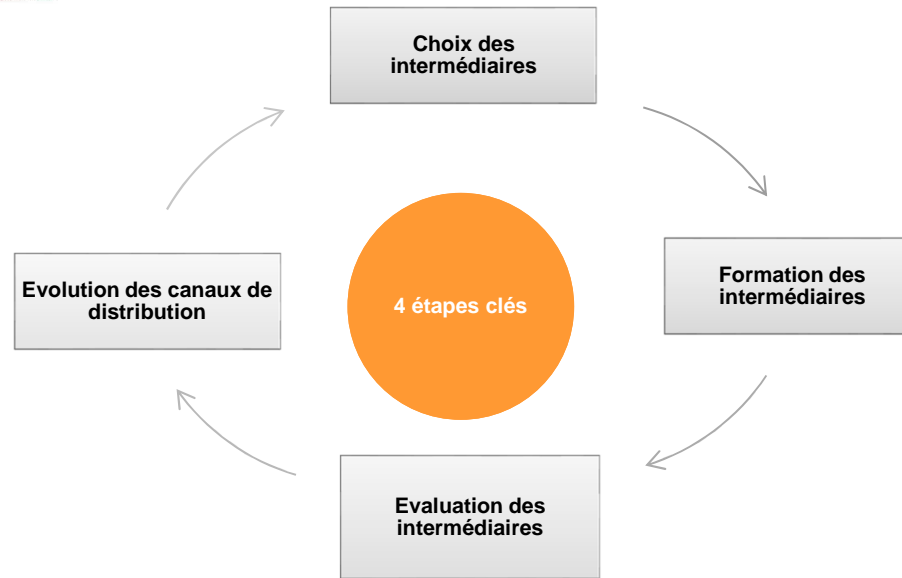 Choix des
intermédiaires
Formation des
intermédiaires
Evolution des canaux de
distribution
4 étapes clés
Evaluation des
intermédiaires